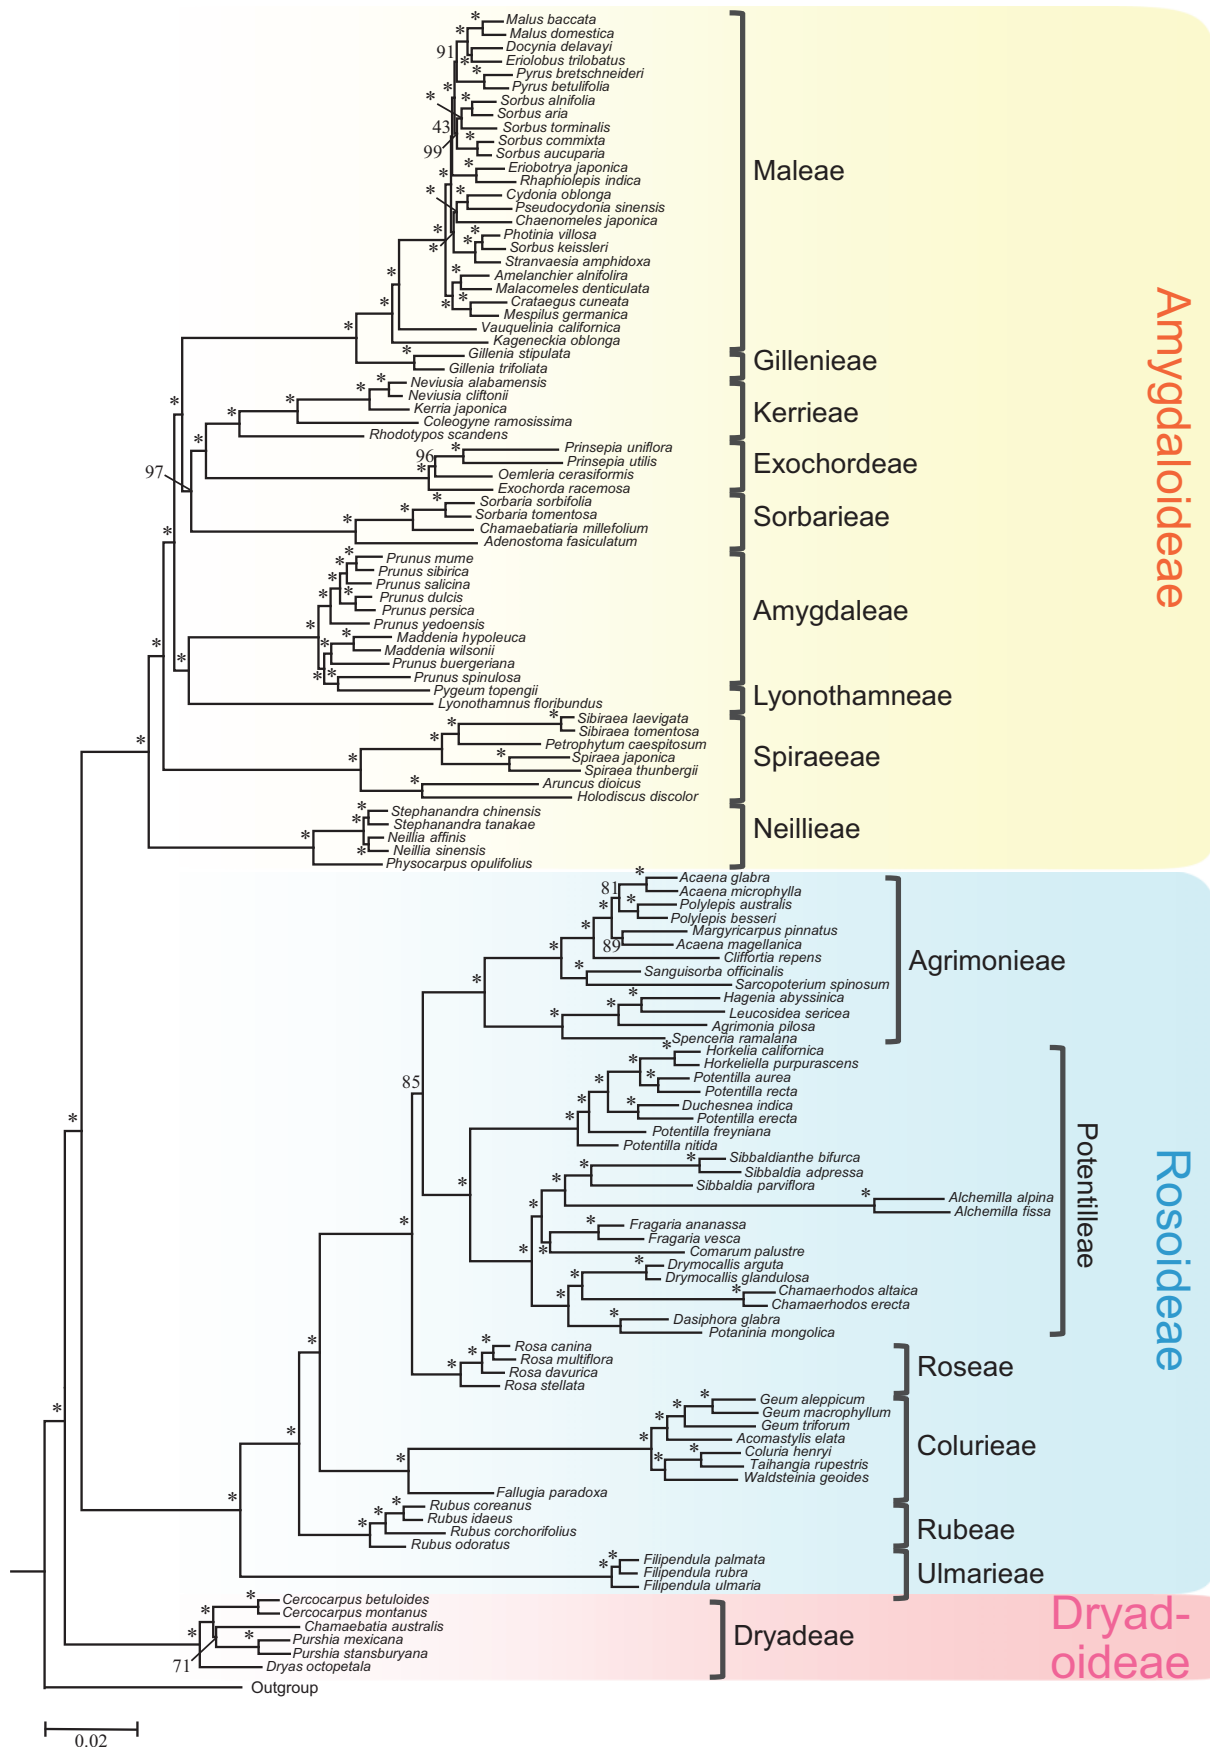 Malus baccata
Malus domestica
Docynia delavayi
Eriolobus trilobatus
Pyrus bretschneideri
Pyrus betulifolia
Sorbus alnifolia
Sorbus aria
Sorbus torminalis
Sorbus commixta
Sorbus aucuparia
Eriobotrya japonica
Rhaphiolepis indica
Cydonia oblonga
Pseudocydonia sinensis
Chaenomeles japonica
Photinia villosa
Sorbus keissleri
Stranvaesia amphidoxa
Amelanchier alnifolira
Malacomeles denticulata
Crataegus cuneata
Mespilus germanica
Vauquelinia californica
Kageneckia oblonga
Gillenia stipulata
Gillenia trifoliata
Neviusia alabamensis
Neviusia cliftonii
Kerria japonica
Coleogyne ramosissima
Rhodotypos scandens
Prinsepia uniflora
Prinsepia utilis
Oemleria cerasiformis
Exochorda racemosa
Sorbaria sorbifolia
Sorbaria tomentosa
Chamaebatiaria millefolium
Adenostoma fasiculatum
Prunus mume
Prunus sibirica
Prunus salicina
Prunus dulcis
Prunus persica
Prunus yedoensis
Maddenia hypoleuca
Maddenia wilsonii
Prunus buergeriana
Prunus spinulosa
Pygeum topengii
Lyonothamnus floribundus
Sibiraea laevigata
Sibiraea tomentosa
Petrophytum caespitosum
Spiraea japonica
Spiraea thunbergii
Aruncus dioicus
Holodiscus discolor
Stephanandra chinensis
Stephanandra tanakae
Neillia affinis
Neillia sinensis
Physocarpus opulifolius
Acaena glabra
Acaena microphylla
Polylepis australis
Polylepis besseri
Margyricarpus pinnatus
Acaena magellanica
Cliffortia repens
Sanguisorba officinalis
Sarcopoterium spinosum
Hagenia abyssinica
Leucosidea sericea
Agrimonia pilosa
Spenceria ramalana
Horkelia californica
Horkeliella purpurascens
Potentilla aurea
Potentilla recta
Duchesnea indica
Potentilla erecta
Potentilla freyniana
Potentilla nitida
Sibbaldianthe bifurca
Sibbaldia adpressa
Sibbaldia parviflora
Alchemilla alpina
Alchemilla fissa
Fragaria ananassa
Fragaria vesca
Comarum palustre
Drymocallis arguta
Drymocallis glandulosa
Chamaerhodos altaica
Chamaerhodos erecta
Dasiphora glabra
Potaninia mongolica
Rosa canina
Rosa multiflora
Rosa davurica
Rosa stellata
Geum aleppicum
Geum macrophyllum
Geum triforum
Acomastylis elata
Coluria henryi
Taihangia rupestris
Waldsteinia geoides
Fallugia paradoxa
Rubus coreanus
Rubus idaeus
Rubus corchorifolius
Rubus odoratus
Filipendula palmata
Filipendula rubra
Filipendula ulmaria
Cercocarpus betuloides
Cercocarpus montanus
Chamaebatia australis
Purshia mexicana
Purshia stansburyana
Dryas octopetala
Outgroup
91
43
99
97
96
81
89
85
71
0.02
Maleae
Gillenieae
Kerrieae
Exochordeae
Sorbarieae
Amygdaleae
Lyonothamneae
Spiraeeae
Neillieae
Agrimonieae
Potentilleae
Roseae
Colurieae
Rubeae
Ulmarieae
Dryadeae
Amygdaloideae
Rosoideae
Dryad-
oideae